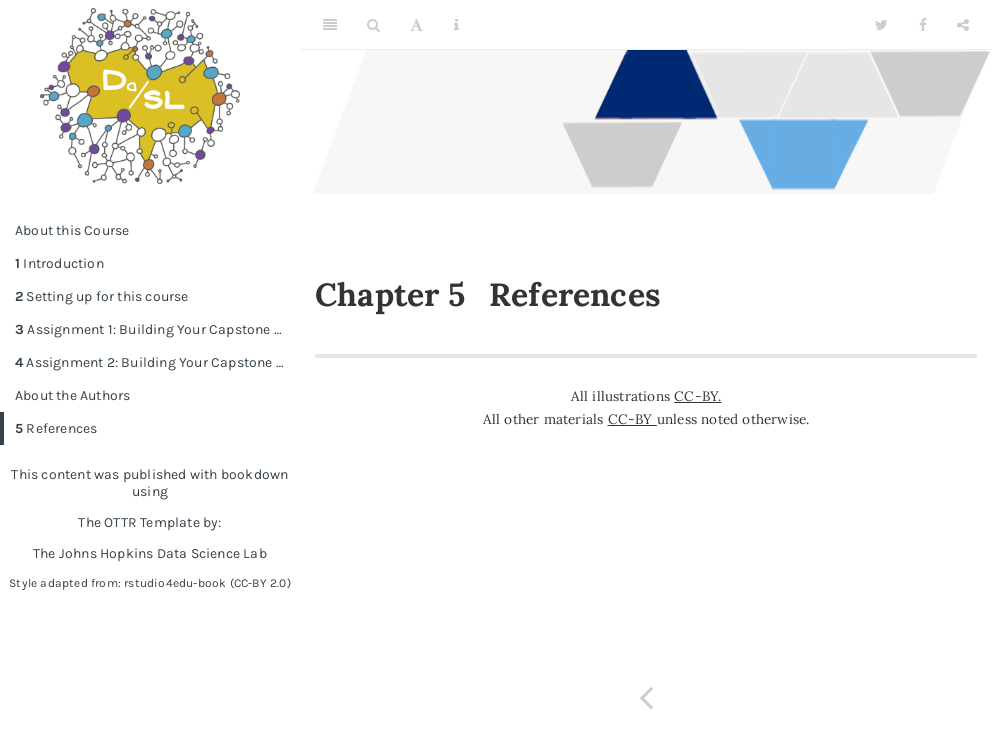 DaSL
About this Course
1 Introduction
2 Setting up for this course
3 Assignment 1: Building Your Capstone …
4 Assignment 2: Building Your Capstone …
About the Authors
5 References
This content was published with bookdown
using
The OTTR Template by:
The Johns Hopkins Data Science Lab
Style adapted from: rstudio4edu-book (CC-BY 2.0)
A
i
Chapter 5 References
All illustrations CC-BY.
All other materials CC-BY unless noted otherwise.